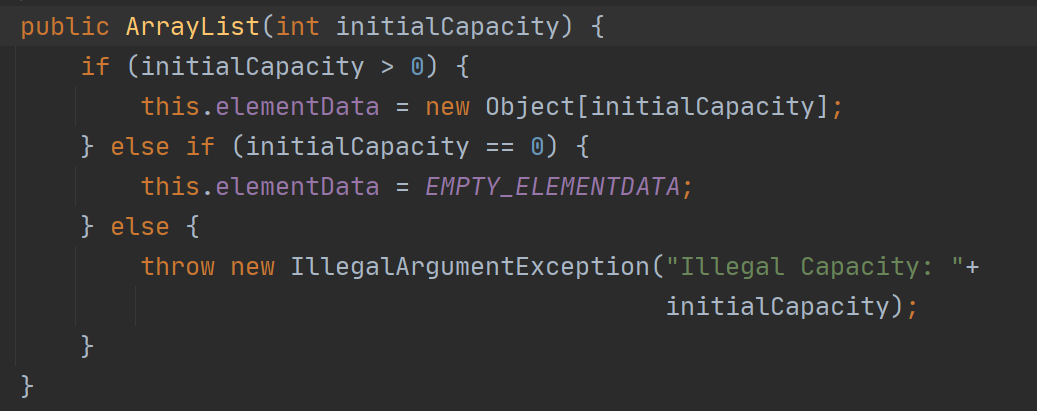 public ArrayList(int initialCapacity) {
    if (initialCapacity > 0) {
        this.elementData = new Object[initialCapacity];
    } else if (initialCapacity == 0) {
        this.elementData = EMPTY_ELEMENTDATA;
    } else {
        throw new IllegalArgumentException("Illegal Capacity: "+
                                           initialCapacity);
    }
}